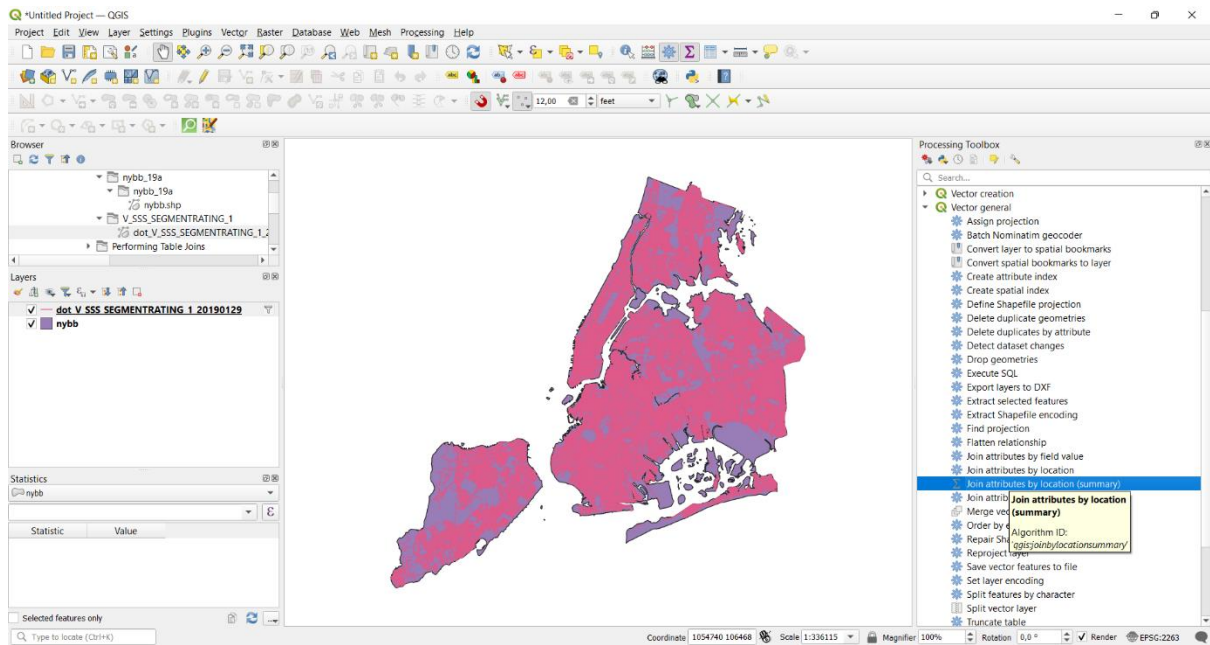 *Untitled Project — QGIS
Project Edit View Layer Settings Plugins Vector Raster Database Web Mesh Processing Help
12,00 feet
Browser
nybb_19a
nybb_19a
nybb.shp
V_SSS_SEGMENTRATING_1
dot_V_SSS_SEGMENTRATING_1_2
Performing Table Joins
Layers
dot_V SSS SEGMENTRATING 1 20190129
nybb
Statistics
nybb
Statistic Value
Selected features only
Type to locate (Ctrl+K)
Processing Toolbox
Search...
Vector creation
Vector general
Assign projection
Batch Nominatim geocoder
Convert layer to spatial bookmarks
Convert spatial bookmarks to layer
Create attribute index
Create spatial index
Define Shapefile projection
Delete duplicate geometries
Delete duplicates by attribute
Detect dataset changes
Drop geometries
Execute SQL
Export layers to DXF
Extract selected features
Extract Shapefile encoding
Find projection
Flatten relationship
Join attributes by field value
Join attributes by location
Join attributes by location (summary)
Join attrib
Merge vec
Order by e
Repair Sha
Reproject layer
Save vector features to file
Set layer encoding
Split features by character
Split vector layer
Truncate table
Join attributes by location
(summary)
Algorithm ID:
'qgis:joinbylocationsummary'
Coordinate 1054740 106468 Scale 1:336115 Magnifier 100% Rotation 0,0 ° Render EPSG:2263